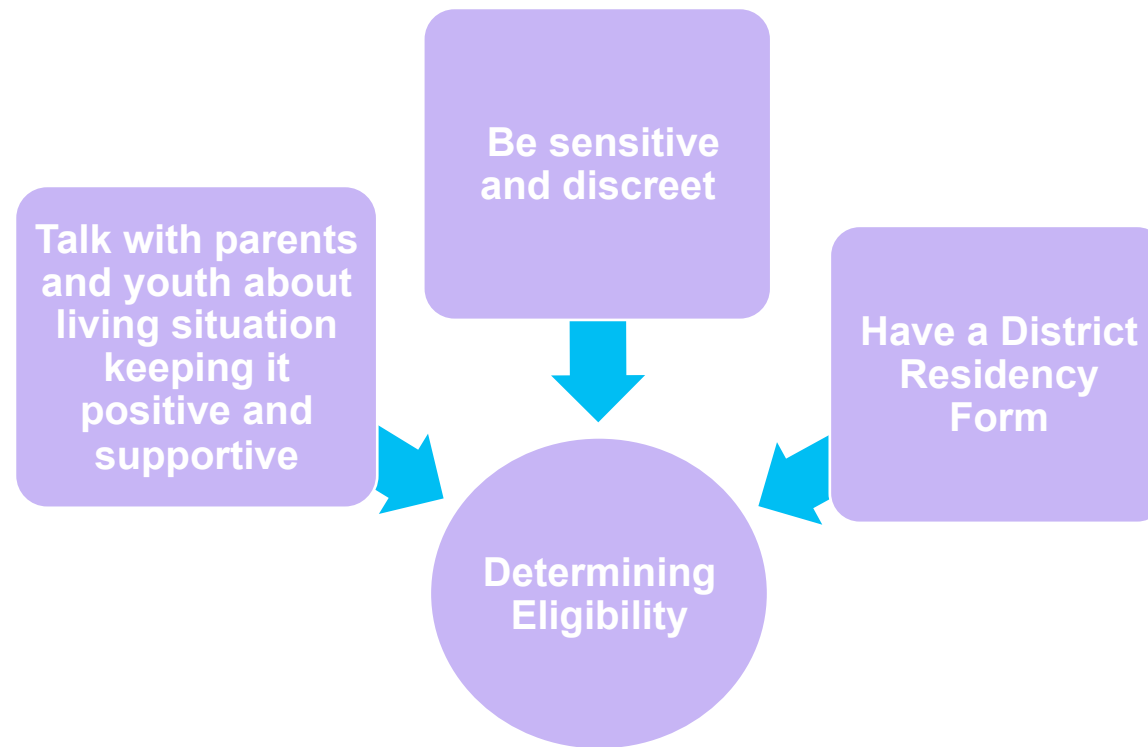 Be sensitive
and discreet
Talk with parents
and youth about
living situation
keeping it
positive and
supportive
Have a District
Residency
Form
Determining
Eligibility